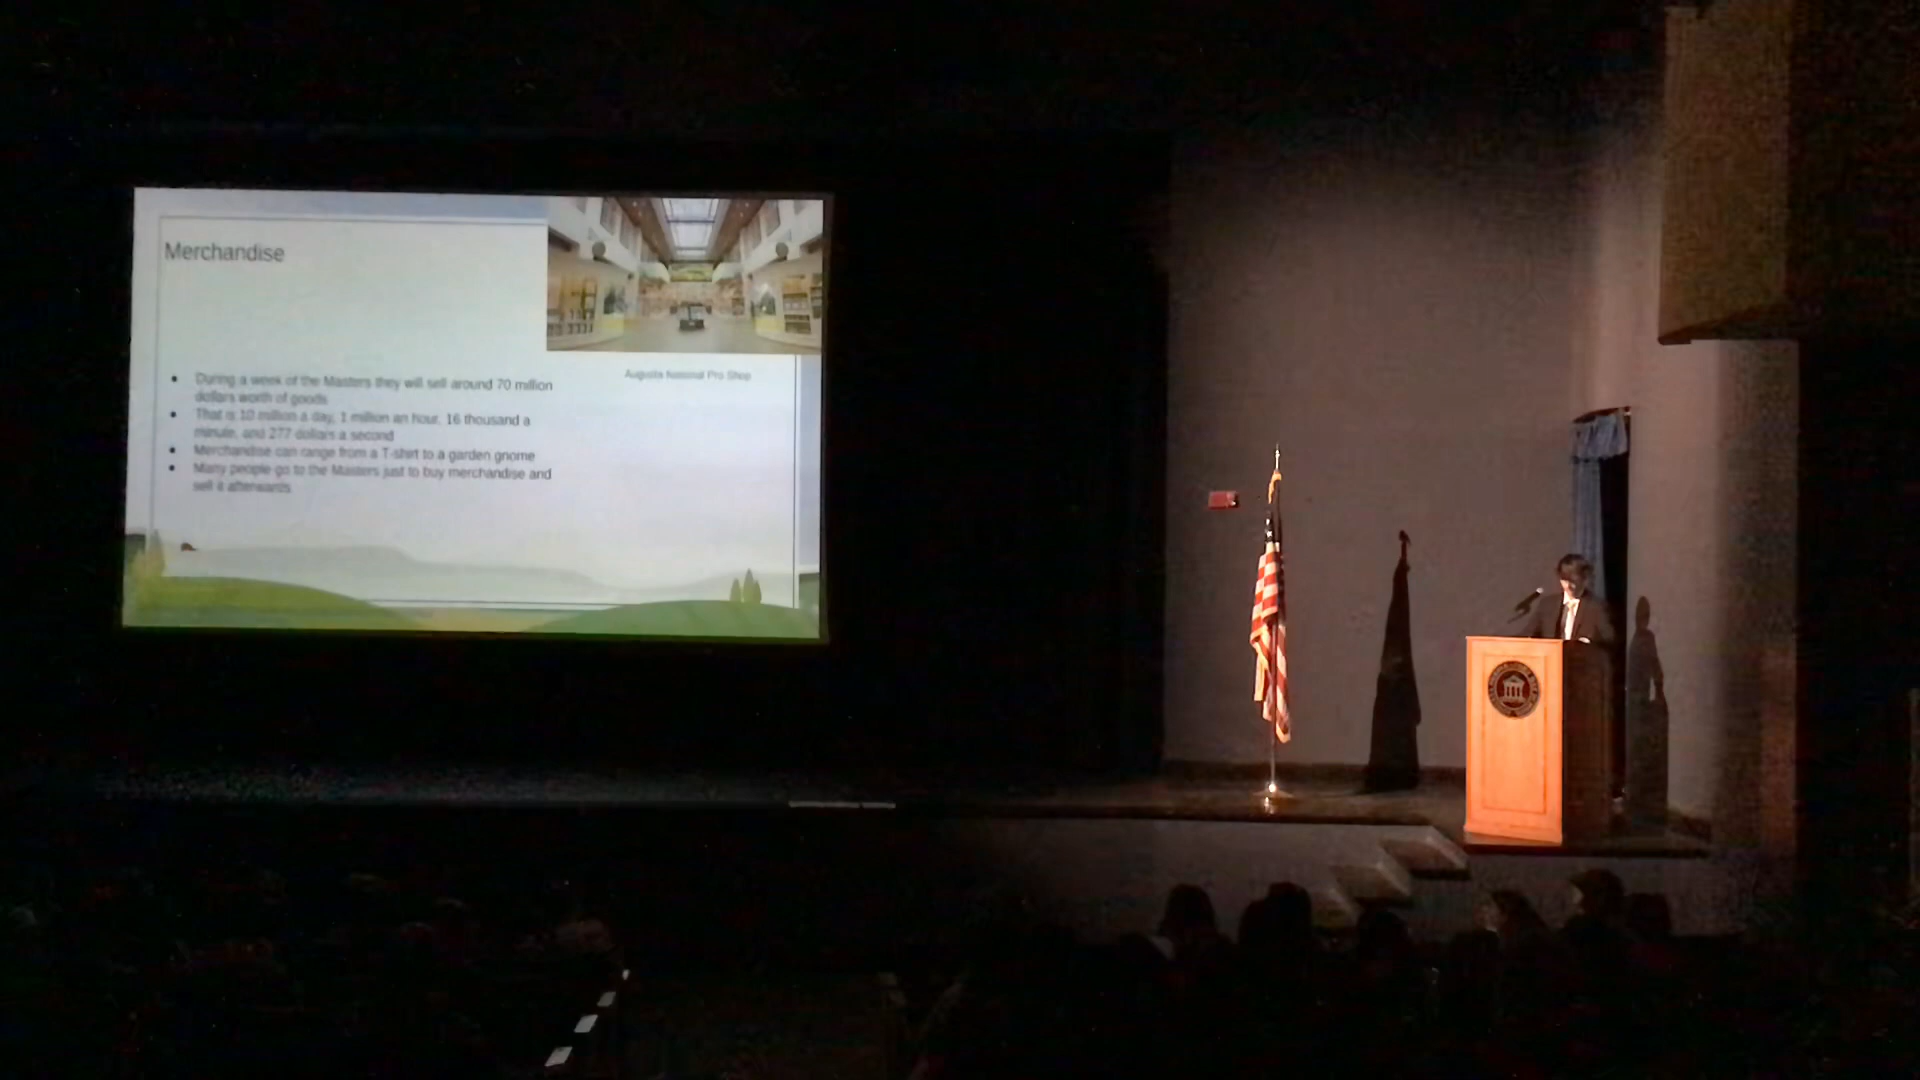 Merchandise
Augusta National Pro Shop
During a week of the Masters they will sell around 70 million
dollars worth of goods
That is 10 million a day, 1 million an hour, 16 thousand a
minute, and 277 dollars a second
Merchandise can range from a T-shirt to a garden gnome
Many people go to the Masters just to buy merchandise and
sell it afterwards